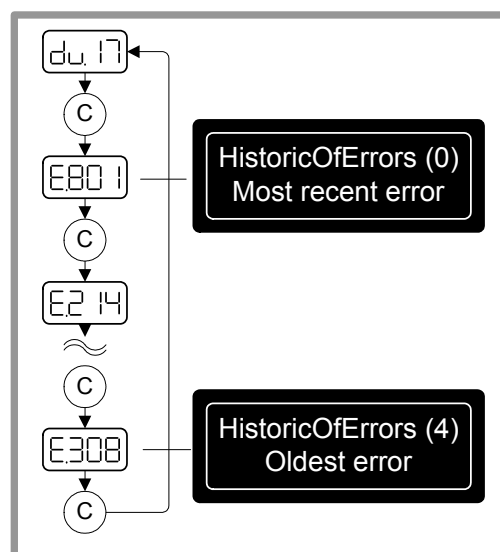 du.17
C
E.801
HistoricOfErrors (0)
Most recent error
C
E.214
C
E.308
HistoricOfErrors (4)
Oldest error
C